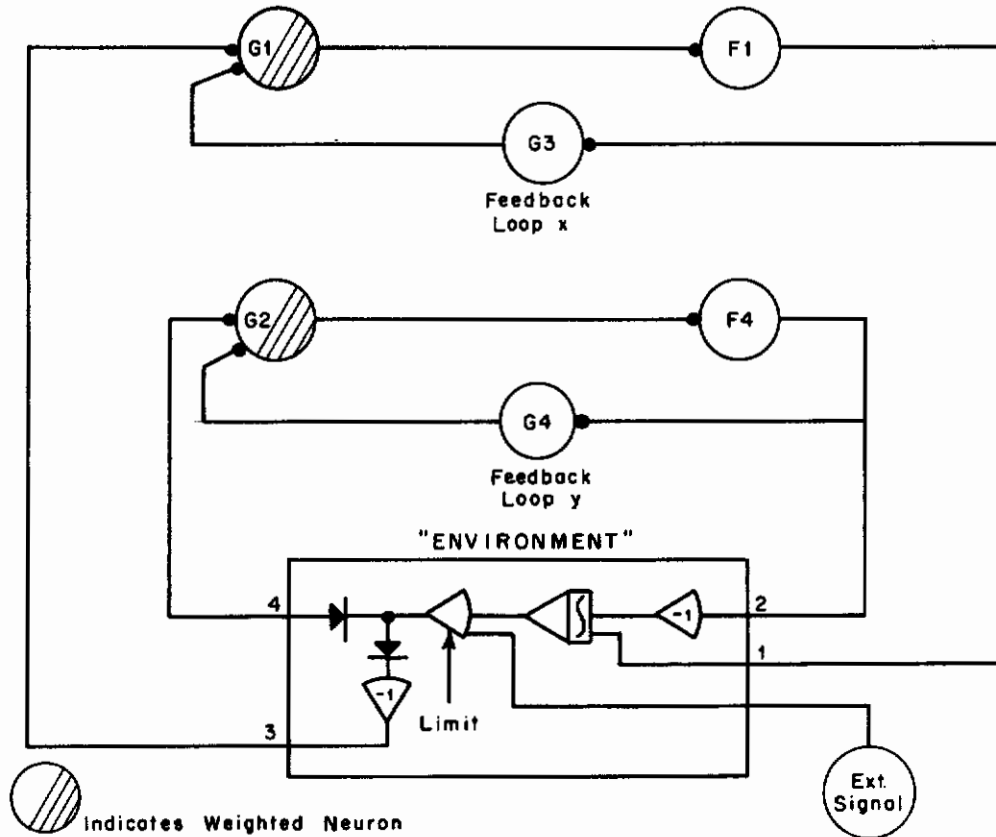 G1
F1
G3
Feedback
Loop x
G2
F4
G4
Feedback
Loop y
"ENVIRONMENT"
4
-1
2
1
-1
Limit
3
Ext.
Signal
Indicates Weighted Neuron